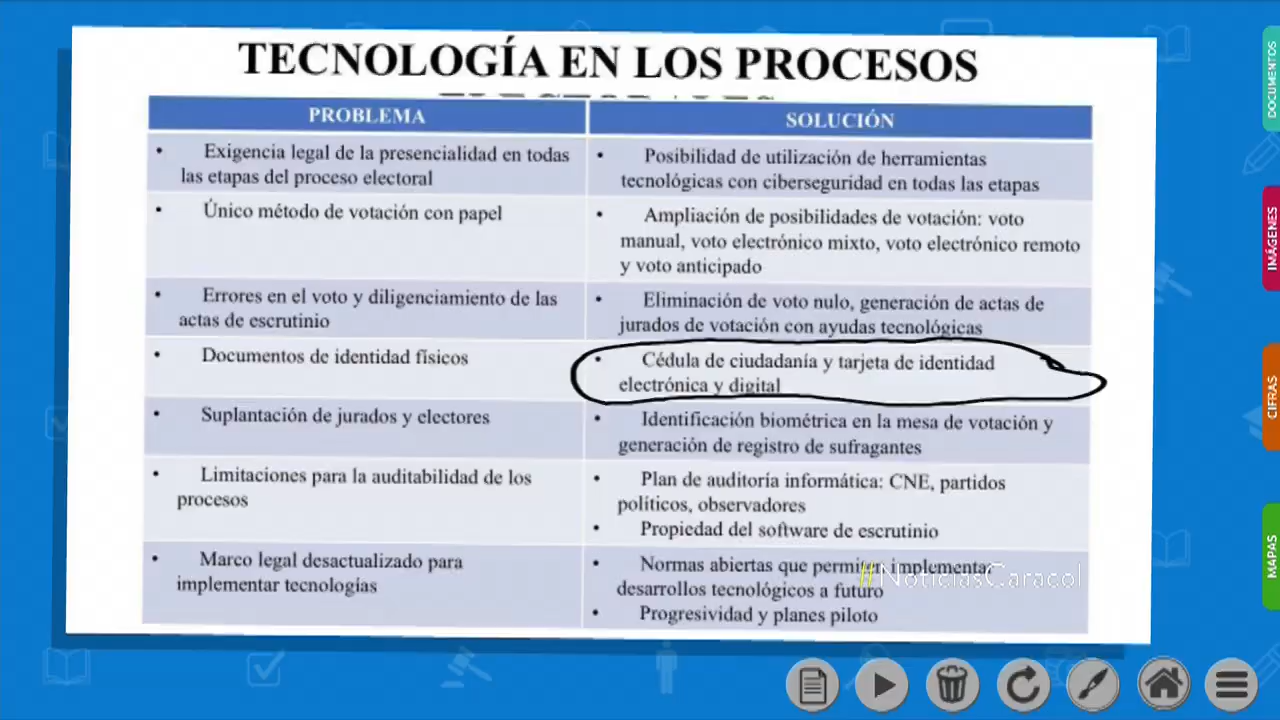 TECNOLOGÍA EN LOS PROCESOS
ELECTORALES
PROBLEMA
SOLUCIÓN
• Exigencia legal de la presencialidad en todas
las etapas del proceso electoral
• Posibilidad de utilización de herramientas
tecnológicas con ciberseguridad en todas las etapas
• Único método de votación con papel
• Ampliación de posibilidades de votación: voto
manual, voto electrónico mixto, voto electrónico remoto
y voto anticipado
• Errores en el voto y diligenciamiento de las
actas de escrutinio
• Eliminación de voto nulo, generación de actas de
jurados de votación con ayudas tecnológicas
• Documentos de identidad físicos
• Cédula de ciudadanía y tarjeta de identidad
electrónica y digital
• Suplantación de jurados y electores
• Identificación biométrica en la mesa de votación y
generación de registro de sufragantes
• Limitaciones para la auditabilidad de los
procesos
• Plan de auditoría informática: CNE, partidos
políticos, observadores
• Propiedad del software de escrutinio
• Marco legal desactualizado para
implementar tecnologías
• Normas abiertas que permiten implementar
desarrollos tecnológicos a futuro
• Progresividad y planes piloto
#NoticiasCaracol
DOCUMENTOS
IMÁGENES
CIFRAS
MAPAS